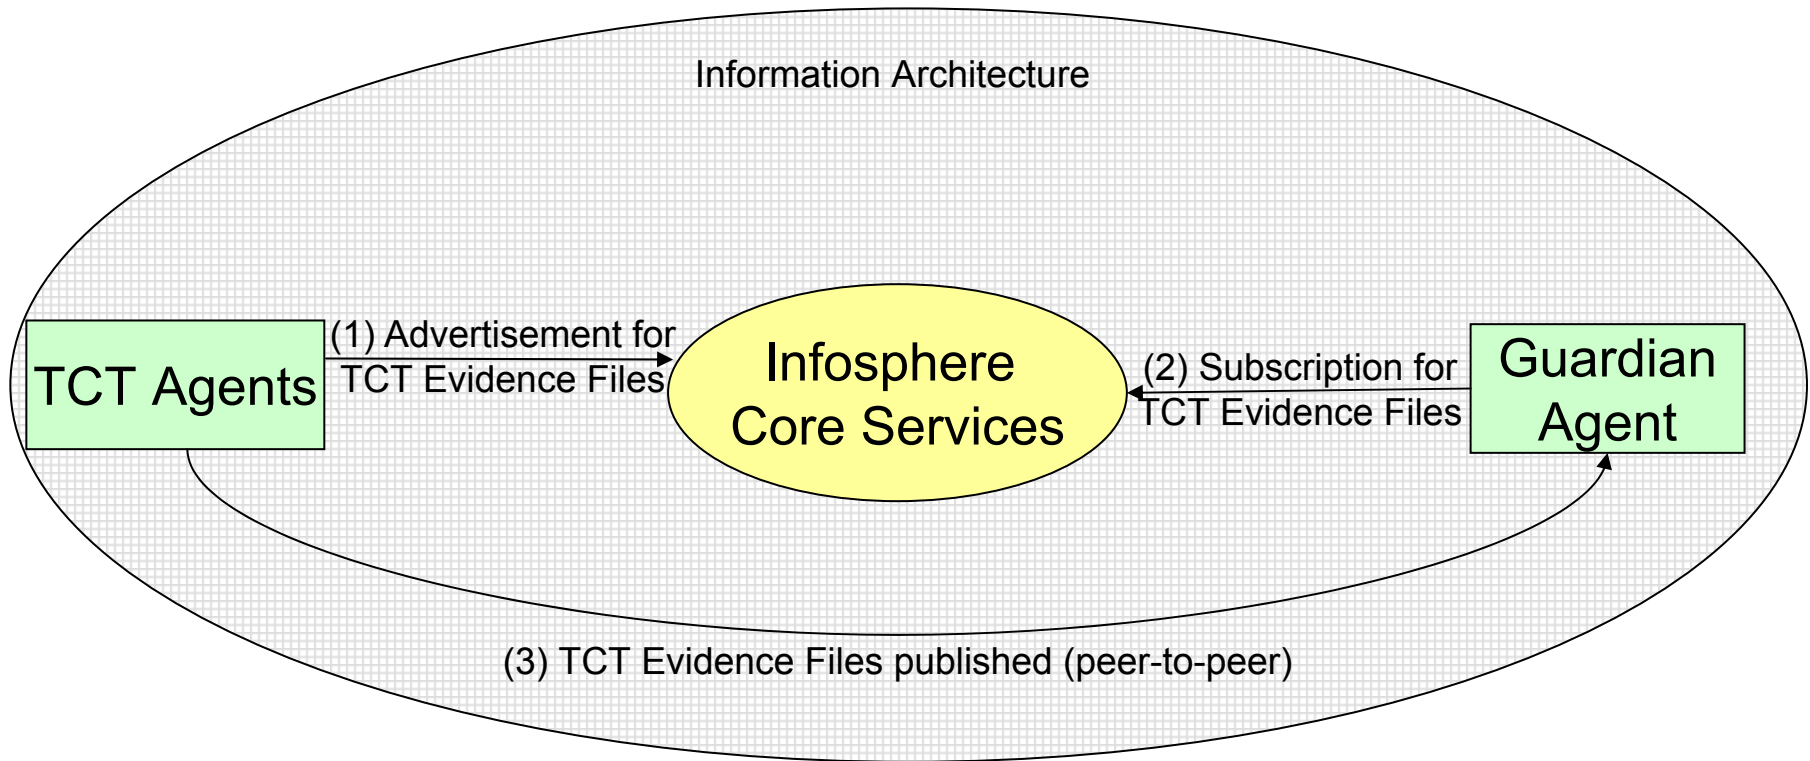 Information Architecture
(1) Advertisement for
TCT Evidence Files
TCT Agents
Infosphere
Core Services
(2) Subscription for
TCT Evidence Files
Guardian
Agent
(3) TCT Evidence Files published (peer-to-peer)